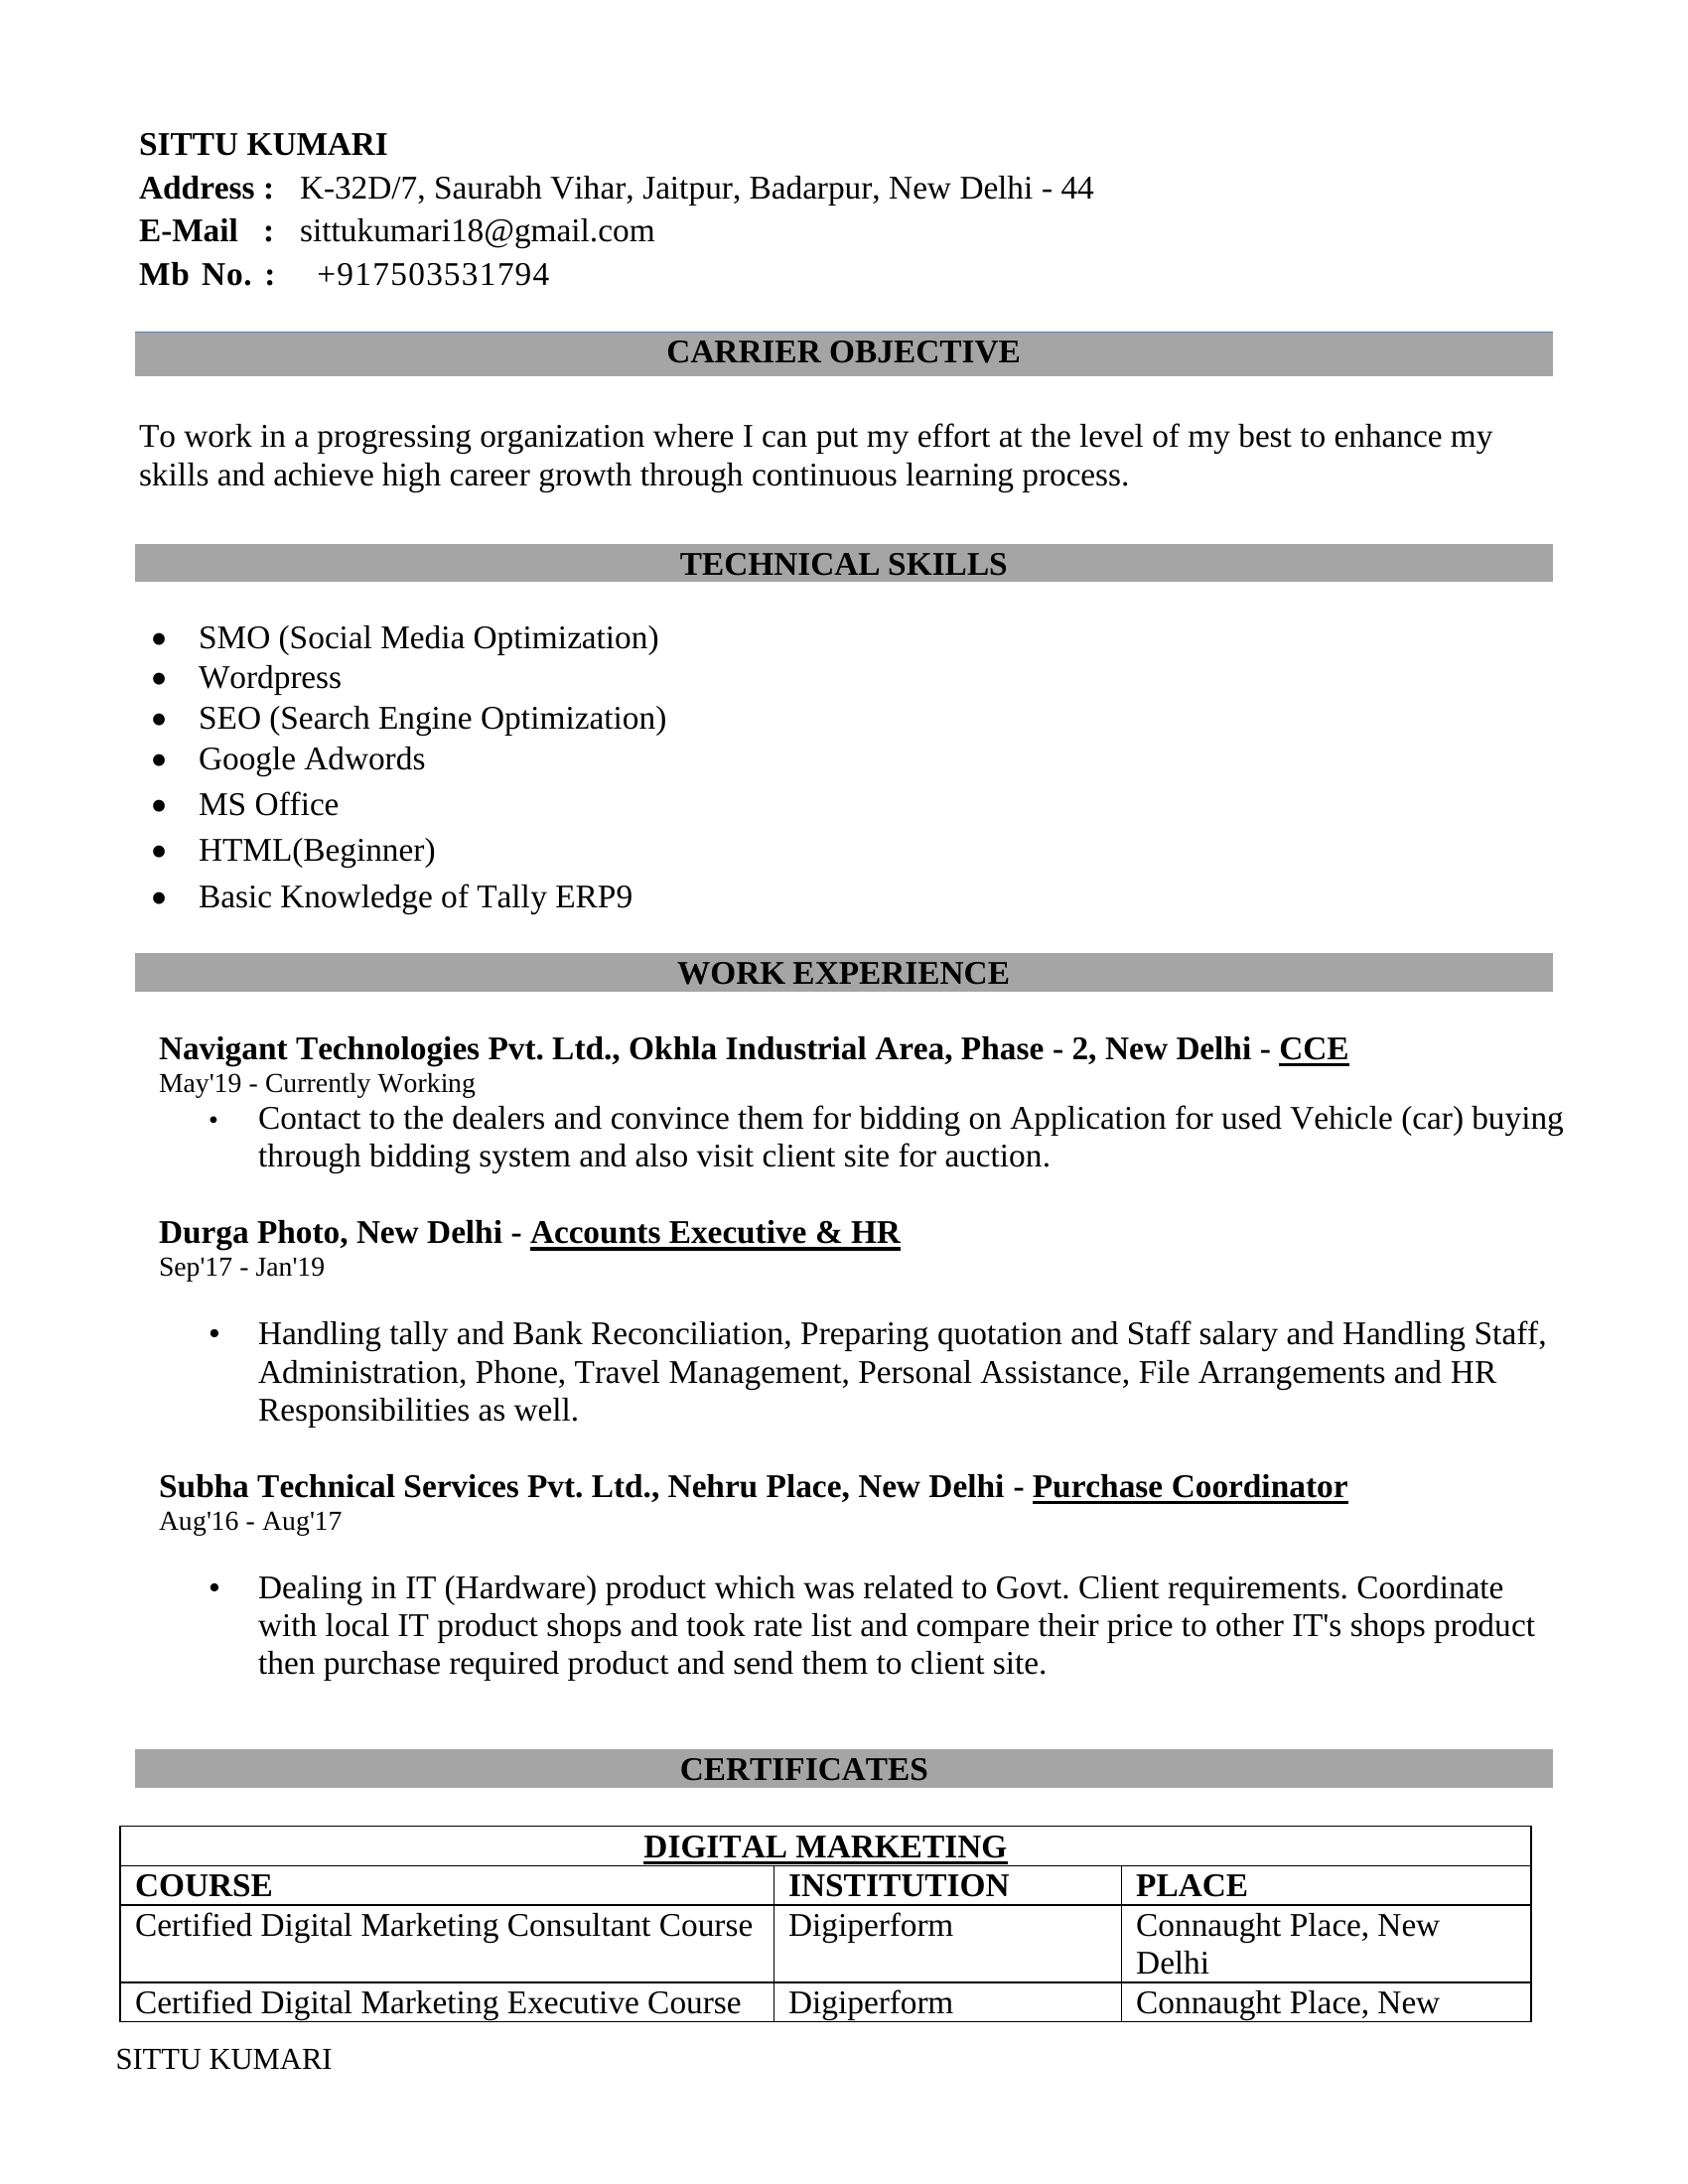 SITTU KUMARI
Address : K-32D/7, Saurabh Vihar, Jaitpur, Badarpur, New Delhi - 44
E-Mail : sittukumari18@gmail.com
Mb No. : +917503531794
CARRIER OBJECTIVE
To work in a progressing organization where I can put my effort at the level of my best to enhance my
skills and achieve high career growth through continuous learning process.
TECHNICAL SKILLS
• SMO (Social Media Optimization)
• Wordpress
• SEO (Search Engine Optimization)
• Google Adwords
• MS Office
• HTML(Beginner)
• Basic Knowledge of Tally ERP9
WORK EXPERIENCE
Navigant Technologies Pvt. Ltd., Okhla Industrial Area, Phase - 2, New Delhi - CCE
May'19 - Currently Working
• Contact to the dealers and convince them for bidding on Application for used Vehicle (car) buying
through bidding system and also visit client site for auction.
Durga Photo, New Delhi - Accounts Executive & HR
Sep'17 - Jan'19
• Handling tally and Bank Reconciliation, Preparing quotation and Staff salary and Handling Staff,
Administration, Phone, Travel Management, Personal Assistance, File Arrangements and HR
Responsibilities as well.
Subha Technical Services Pvt. Ltd., Nehru Place, New Delhi - Purchase Coordinator
Aug'16 - Aug'17
• Dealing in IT (Hardware) product which was related to Govt. Client requirements. Coordinate
with local IT product shops and took rate list and compare their price to other IT's shops product
then purchase required product and send them to client site.
CERTIFICATES
DIGITAL MARKETING
COURSE INSTITUTION PLACE
Certified Digital Marketing Consultant Course Digiperform Connaught Place, New
Delhi
Certified Digital Marketing Executive Course Digiperform Connaught Place, New
SITTU KUMARI